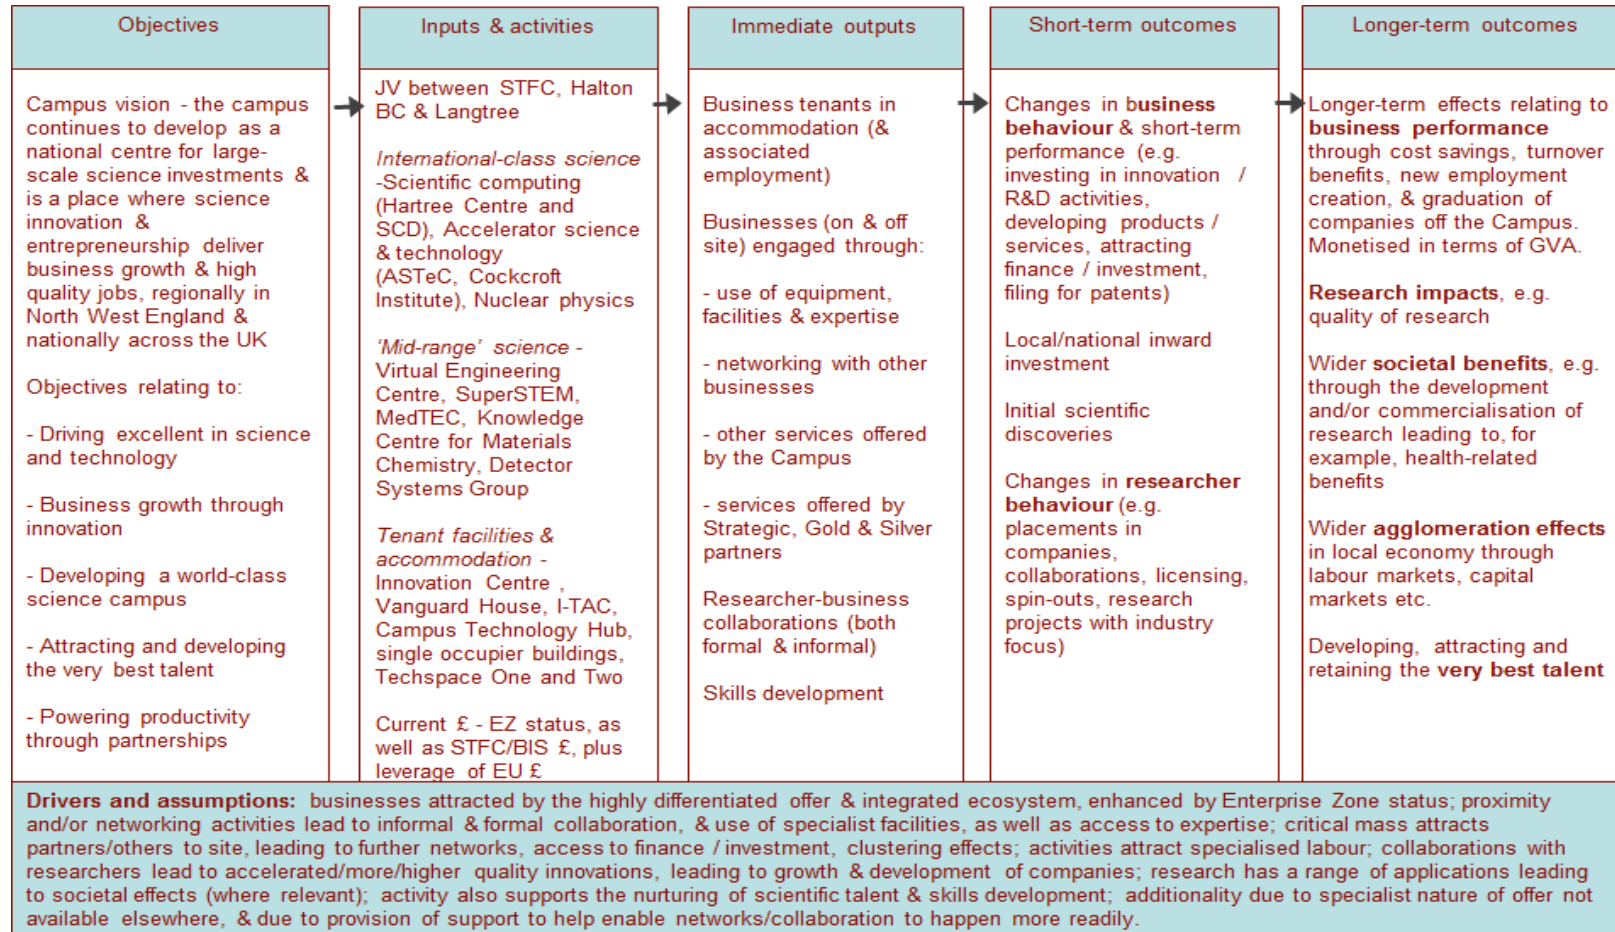 Objectives
Campus vision - the campus
continues to develop as a
national centre for large-
scale science investments &
is a place where science
innovation &
entrepreneurship deliver
business growth & high
quality jobs, regionally in
North West England &
nationally across the UK
Objectives relating to:
- Driving excellent in science
and technology
- Business growth through
innovation
- Developing a world-class
science campus
- Attracting and developing
the very best talent
- Powering productivity
through partnerships
Inputs & activities
JV between STFC, Halton
BC & Langtree
International-class science
-Scientific computing
(Hartree Centre and
SCD), Accelerator science
& technology
(ASTeC, Cockcroft
Institute), Nuclear physics
'Mid-range' science -
Virtual Engineering
Centre, SuperSTEM,
MedTEC, Knowledge
Centre for Materials
Chemistry, Detector
Systems Group
Tenant facilities &
accommodation -
Innovation Centre ,
Vanguard House, I-TAC,
Campus Technology Hub,
single occupier buildings,
Techspace One and Two
Current £ - EZ status, as
well as STFC/BIS £, plus
leverage of EU £
Immediate outputs
Business tenants in
accommodation (&
associated
employment)
Businesses (on & off
site) engaged through:
- use of equipment,
facilities & expertise
- networking with other
businesses
- other services offered
by the Campus
- services offered by
Strategic, Gold & Silver
partners
Researcher-business
collaborations (both
formal & informal)
Skills development
Short-term outcomes
Changes in business
behaviour & short-term
performance (e.g.
investing in innovation /
R&D activities,
developing products /
services, attracting
finance / investment,
filing for patents)
Local/national inward
investment
Initial scientific
discoveries
Changes in researcher
behaviour (e.g.
placements in
companies,
collaborations, licensing,
spin-outs, research
projects with industry
focus)
Longer-term outcomes
Longer-term effects relating to
business performance
through cost savings, turnover
benefits, new employment
creation, & graduation of
companies off the Campus.
Monetised in terms of GVA.
Research impacts, e.g.
quality of research
Wider societal benefits, e.g.
through the development
and/or commercialisation of
research leading to, for
example, health-related
benefits
Wider agglomeration effects
in local economy through
labour markets, capital
markets etc.
Developing, attracting and
retaining the very best talent
Drivers and assumptions: businesses attracted by the highly differentiated offer & integrated ecosystem, enhanced by Enterprise Zone status; proximity
and/or networking activities lead to informal & formal collaboration, & use of specialist facilities, as well as access to expertise; critical mass attracts
partners/others to site, leading to further networks, access to finance / investment, clustering effects; activities attract specialised labour; collaborations with
researchers lead to accelerated/more/higher quality innovations, leading to growth & development of companies; research has a range of applications leading
to societal effects (where relevant); activity also supports the nurturing of scientific talent & skills development; additionality due to specialist nature of offer not
available elsewhere, & due to provision of support to help enable networks/collaboration to happen more readily.